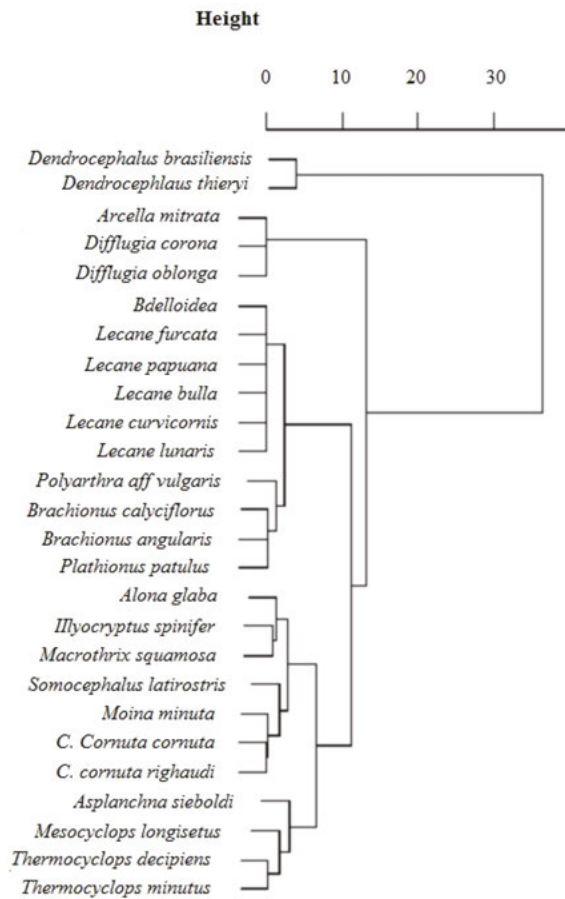 Height
0 10 20 30
Dendrocephalus brasiliensis
Dendrocephlaus thieryi
Arcella mitrata
Difflugia corona
Difflugia oblonga
Bdelloidea
Lecane furcata
Lecane papuana
Lecane bulla
Lecane curvicornis
Lecane lunaris
Polyarthra aff vulgaris
Brachionus calyciflorus
Brachionus angularis
Plathionus patulus
Alona glaba
Illyocryptus spinifer
Macrothrix squamosa
Somocephalus latirostris
Moina minuta
C. Cornuta cornuta
C. cornuta righaudi
Asplanchna sieboldi
Mesocyclops longisetus
Thermocyclops decipiens
Thermocyclops minutus